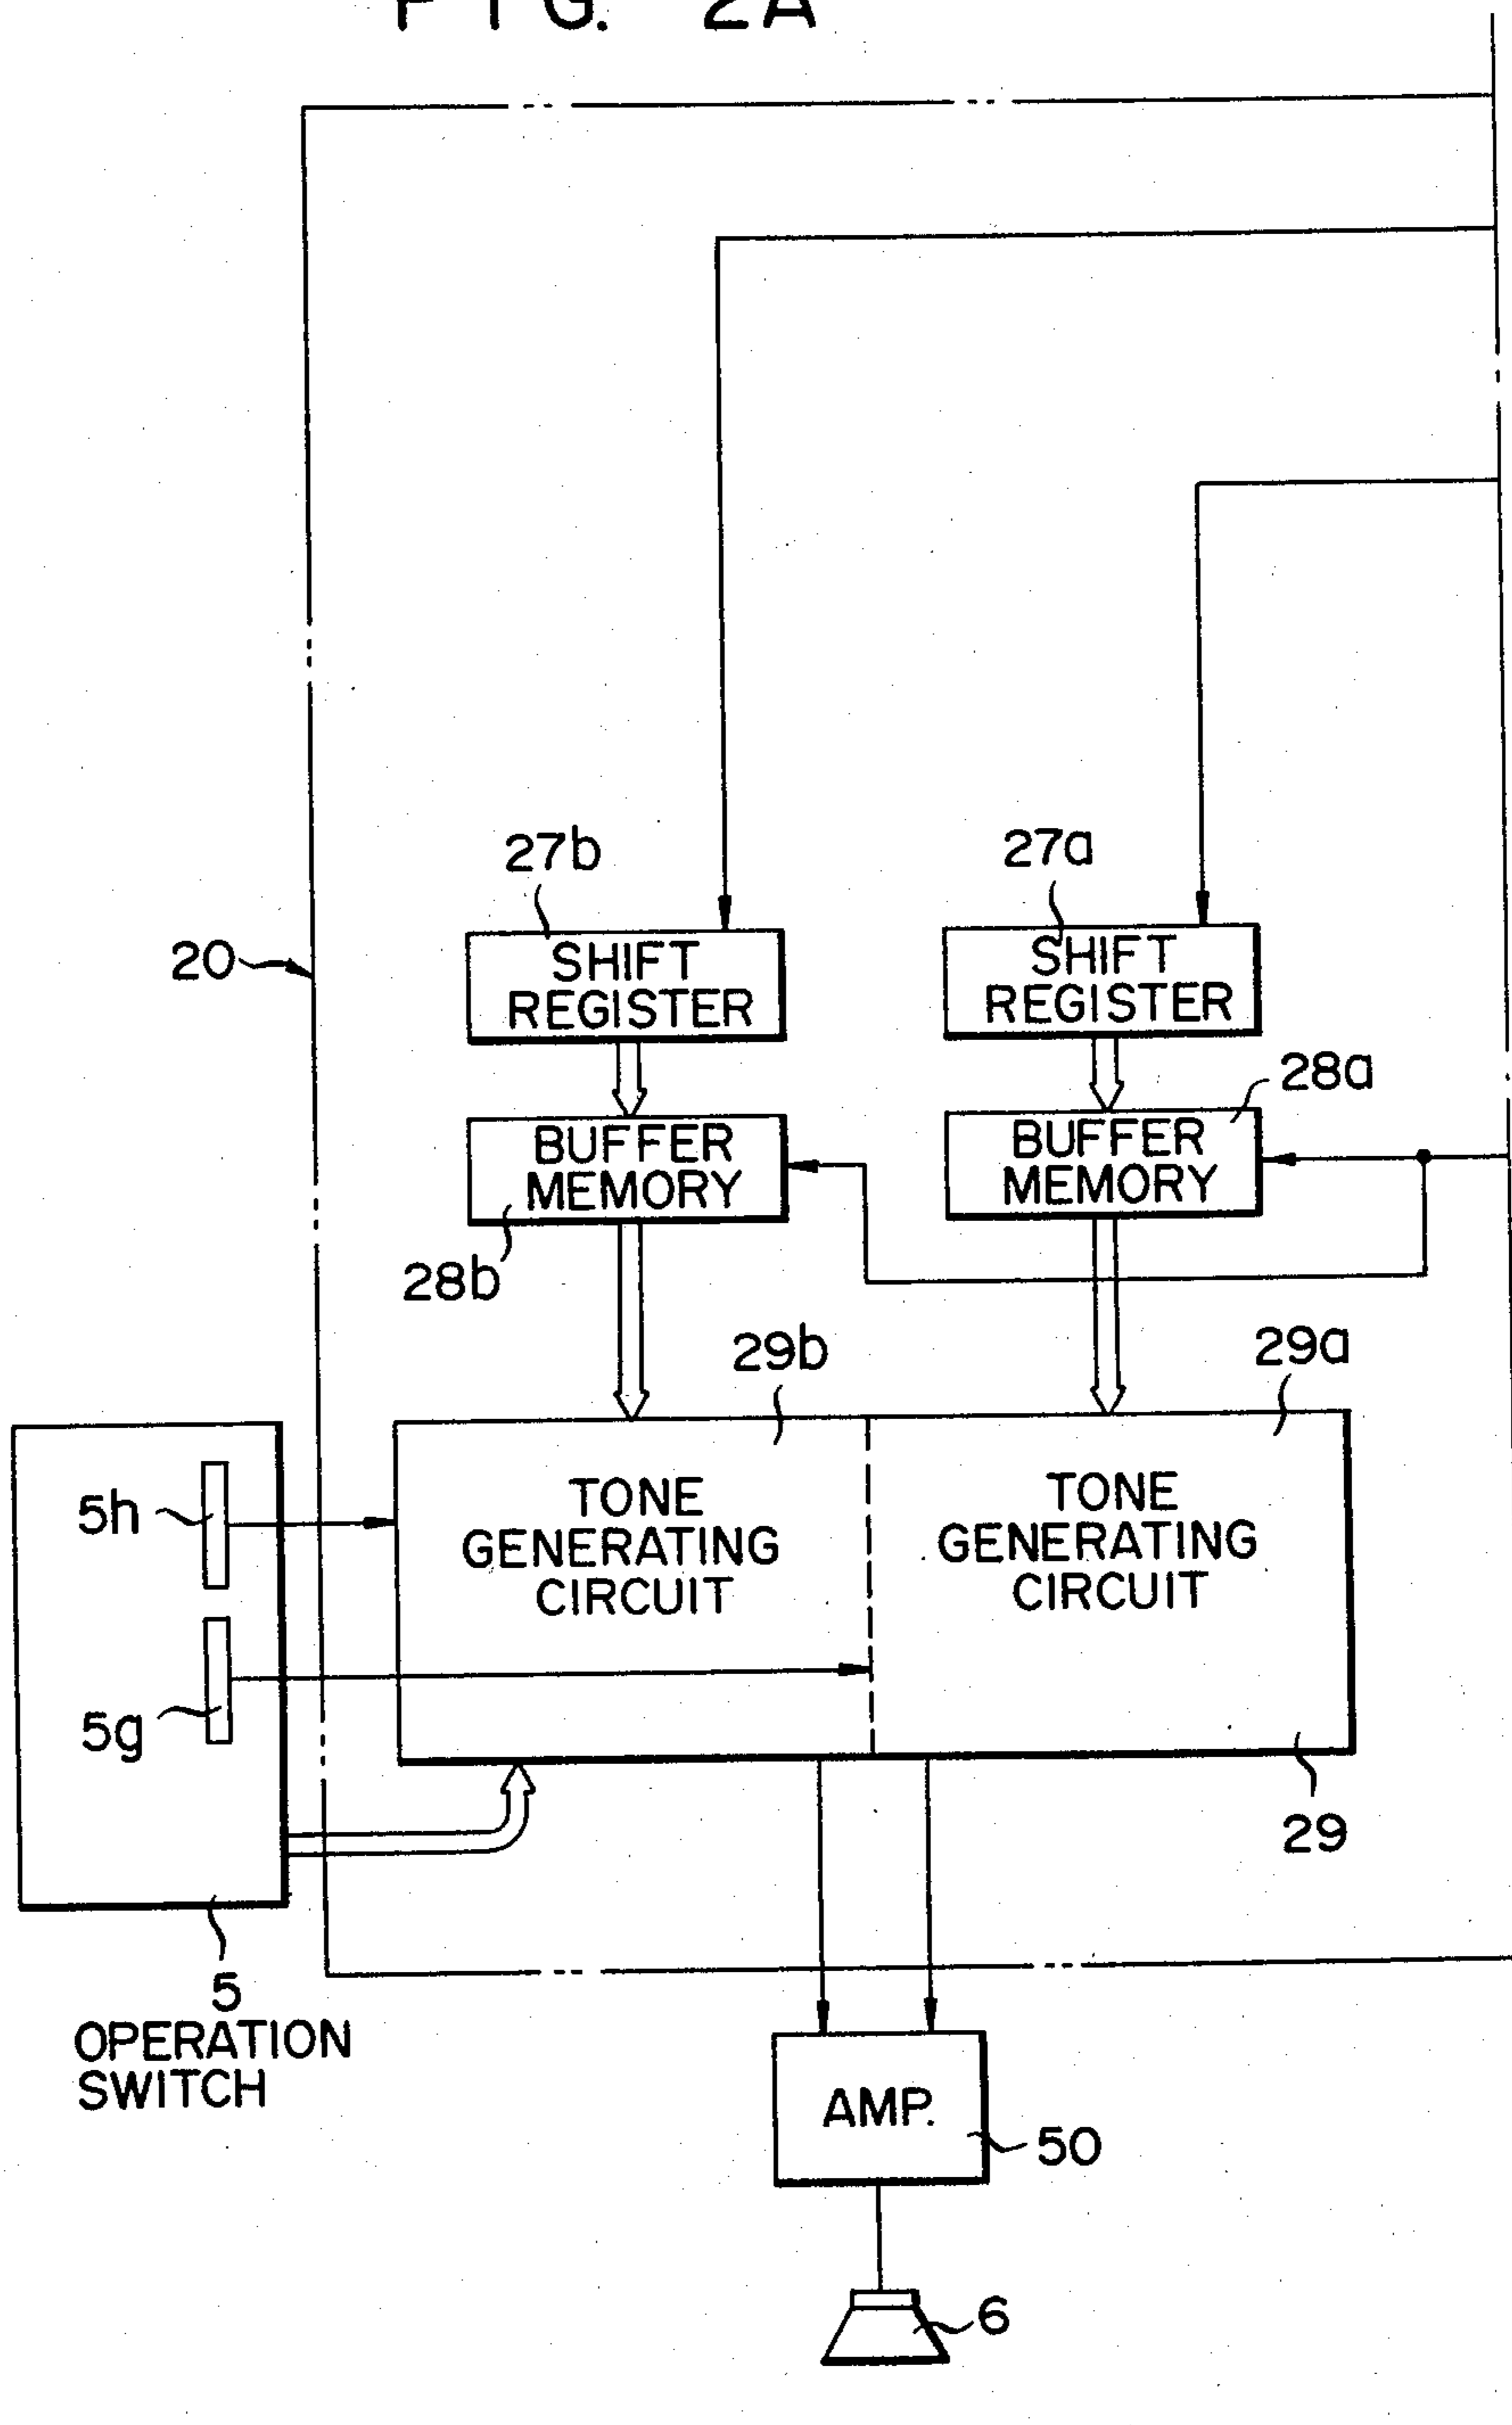 FIG. 2A
27b
27a
20
SHIFT
REGISTER
SHIFT
REGISTER
28a
BUFFER
MEMORY
BUFFER
MEMORY
28b
29b
29a
5h
TONE
GENERATING
CIRCUIT
TONE
GENERATING
CIRCUIT
5g
29
5
OPERATION
SWITCH
AMP.
50
6